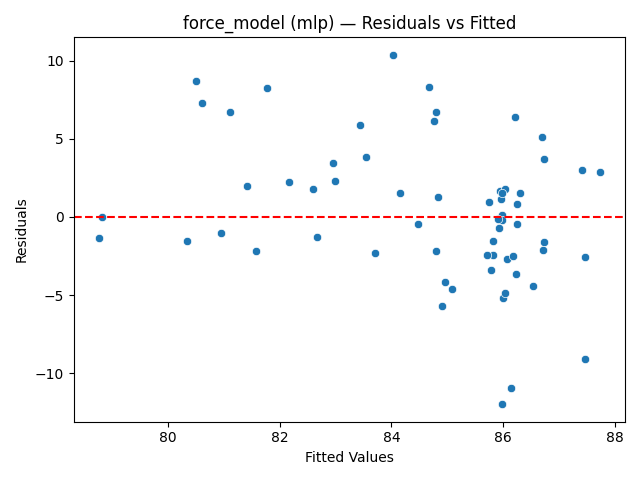 force_model (mlp) — Residuals vs Fitted
10
5
0
−5
−10
Residuals
80 82 84 86 88
Fitted Values